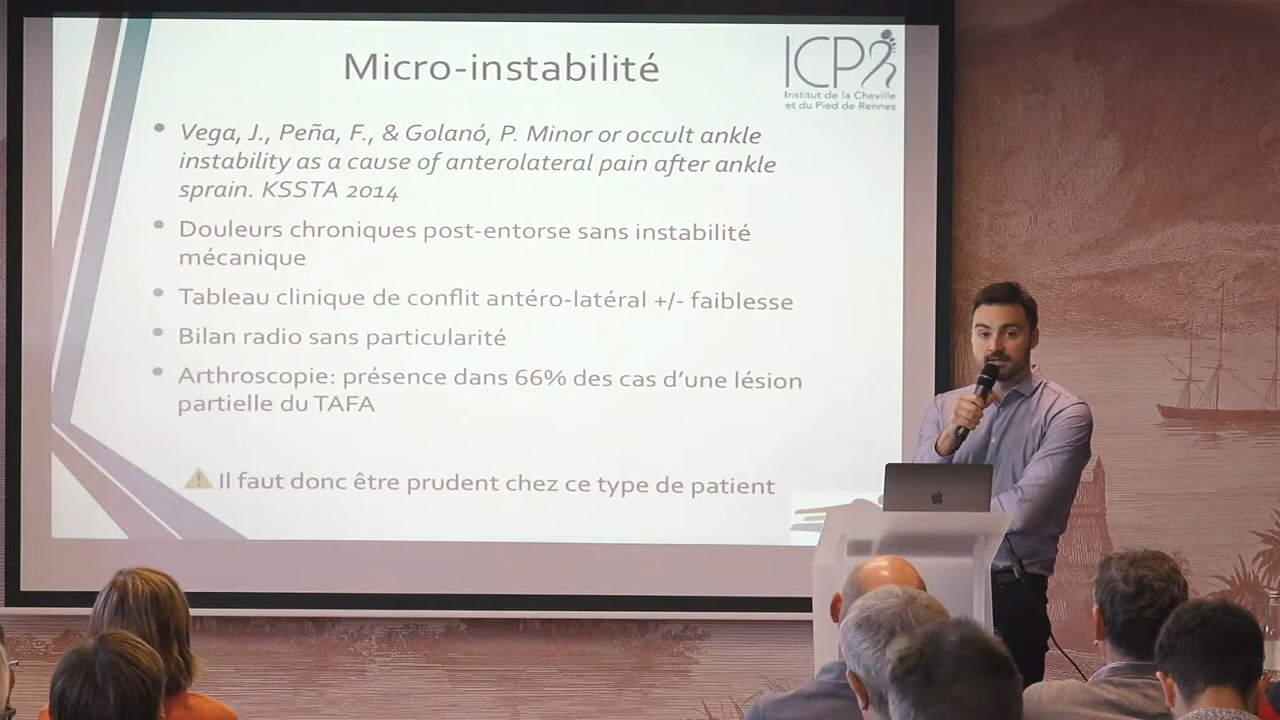 Micro-instabilité
ICP
Institut de la Cheville
et du Pied de Rennes
• Vega, J., Peña, F., & Golanó, P. Minor or occult ankle
instability as a cause of anterolateral pain after ankle
sprain. KSSTA 2014
• Douleurs chroniques post-entorse sans instabilité
mécanique
• Tableau clinique de conflit antéro-latéral +/- faiblesse
• Bilan radio sans particularité
• Arthroscopie: présence dans 66% des cas d’une lésion
partielle du TAFA
⚠ Il faut donc être prudent chez ce type de patient